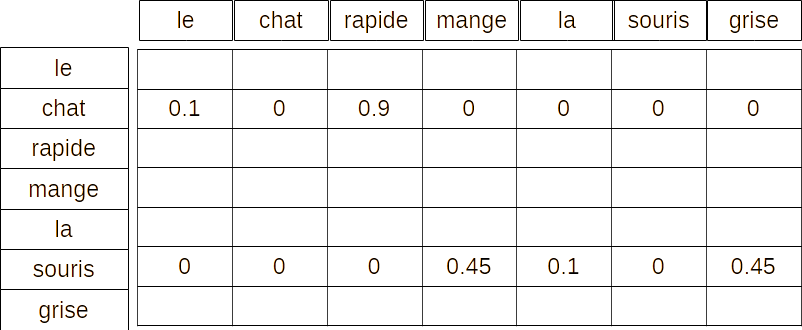 le chat rapide mange la souris grise
le
chat 0.1 0 0.9 0 0 0 0
rapide
mange
la
souris 0 0 0 0.45 0.1 0 0.45
grise